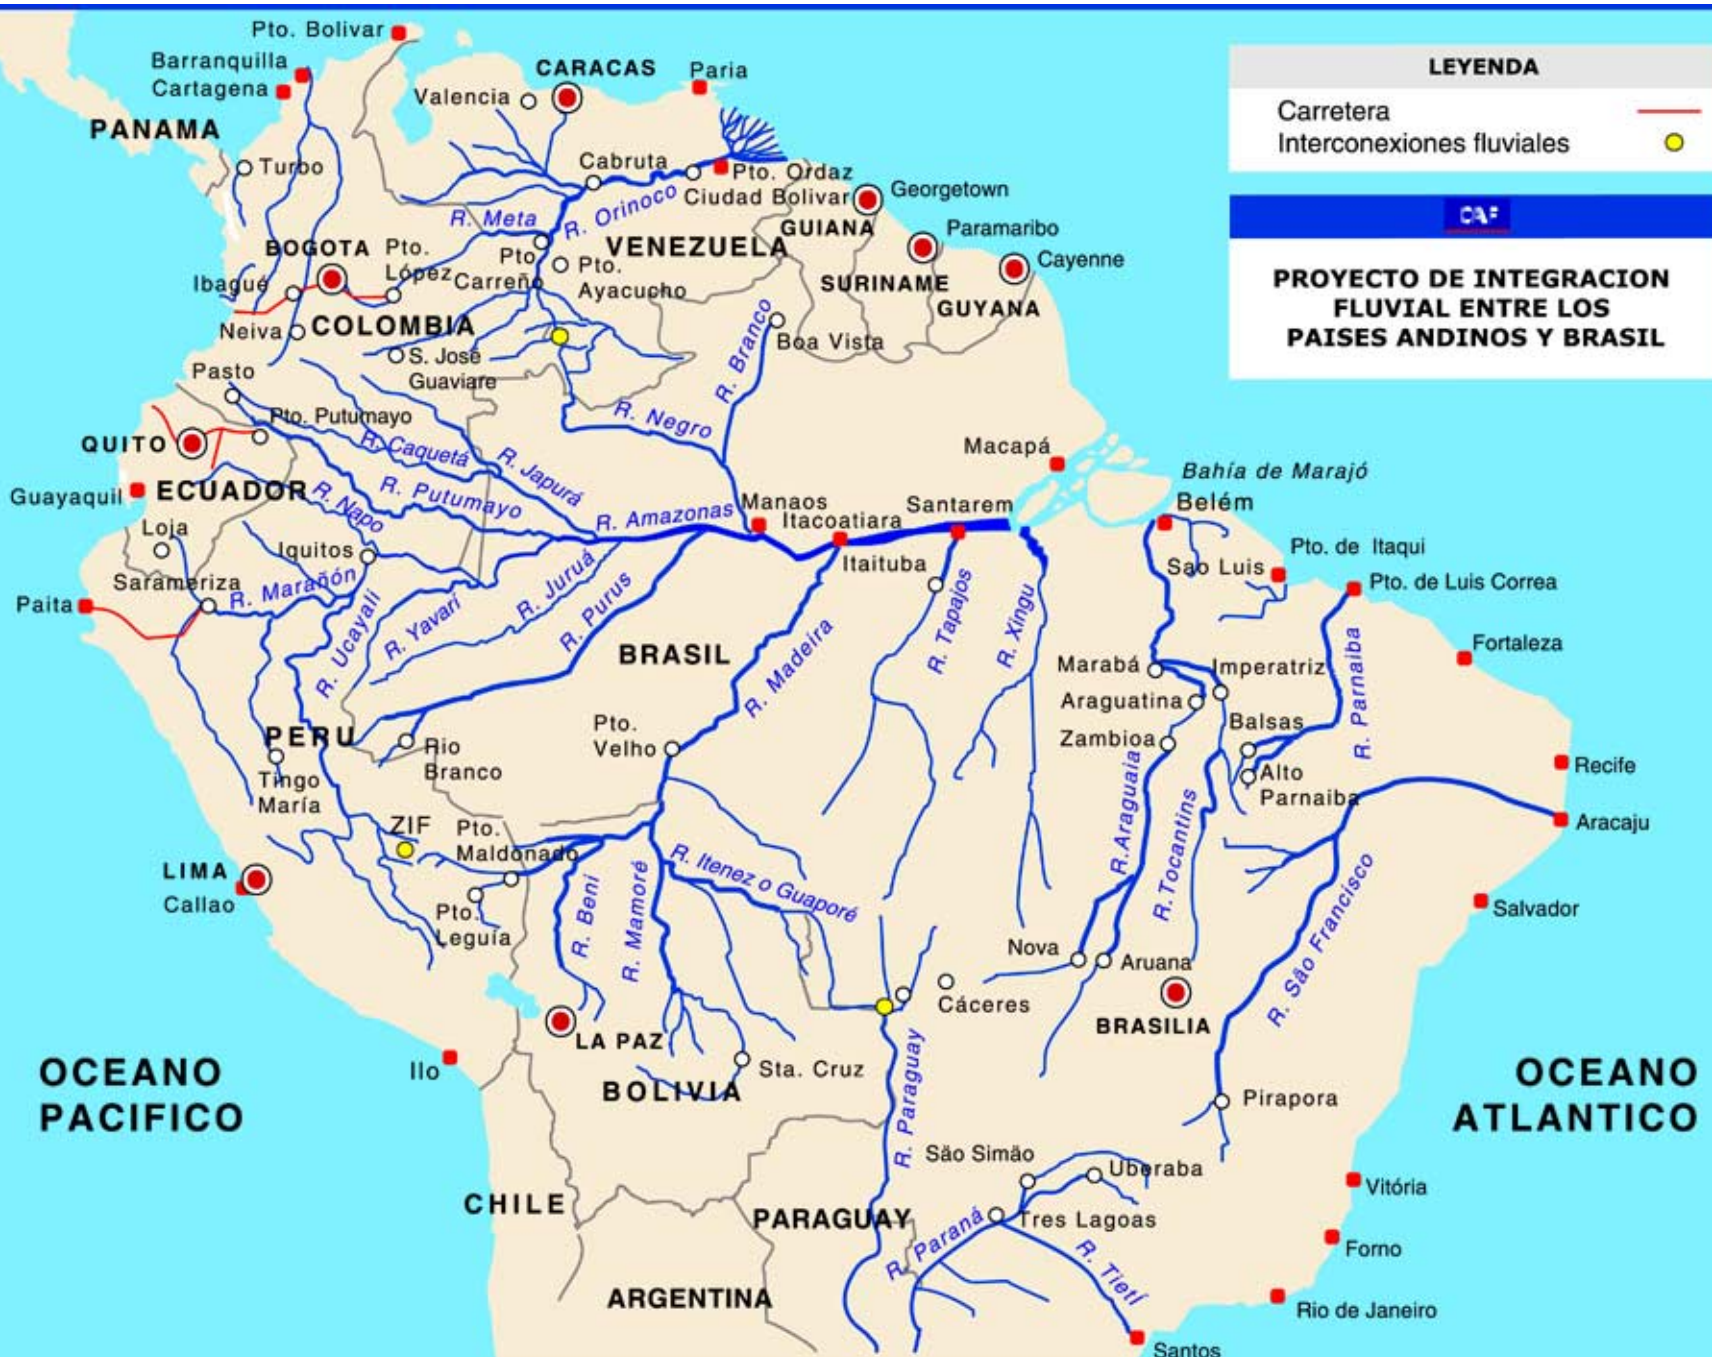 Pto. Bolivar
Barranquilla
Cartagena
CARACAS
Paria
Valencia
PANAMA
Turbo
Cabruta
Pto. Ordaz
Ciudad Bolivar
Georgetown
R. Meta
R. Orinoco
GUIANA
Paramaribo
BOGOTA
Pto.
López
Pto.
Carreño
VENEZUELA
Pto.
Ayacucho
Cayenne
SURINAME
GUYANA
Ibagué
Neiva
COLOMBIA
S. José
Guaviare
R. Branco
Boa Vista
LEYENDA
Carretera
Interconexiones fluviales
CAF
PROYECTO DE INTEGRACION
FLUVIAL ENTRE LOS
PAISES ANDINOS Y BRASIL
Pasto
Pto. Putumayo
QUITO
R. Caquetá
R. Japurá
R. Negro
Guayaquil
ECUADOR
R. Napo
R. Putumayo
R. Amazonas
Manaos
Itacoatiara
Santarem
Macapá
Bahía de Marajó
Belém
Loja
Iquitos
Sarameriza
R. Marañón
Paita
R. Ucayali
R. Yavarí
R. Juruá
R. Purus
Itaituba
R. Tapajos
R. Xingu
Sao Luis
Pto. de Itaqui
Pto. de Luis Correa
Fortaleza
BRASIL
R. Madeira
Marabá
Imperatriz
Araguatina
Zambioa
Balsas
Alto
Parnaiba
R. Parnaiba
Recife
Aracaju
PERU
Tingo
María
Rio
Branco
Pto.
Velho
R.Araguaia
R.Tocantins
ZIF
Pto.
Maldonado
LIMA
Callao
Pto.
Leguía
R. Beni
R. Mamoré
R. Itenez o Guaporé
R. São Francisco
Salvador
Nova
Aruana
Cáceres
BRASILIA
LA PAZ
Ilo
BOLIVIA
Sta. Cruz
R. Paraguay
Pirapora
OCEANO
PACIFICO
OCEANO
ATLANTICO
CHILE
PARAGUAY
São Simão
Uberaba
Tres Lagoas
R. Paraná
R. Tietí
ARGENTINA
Vitória
Forno
Rio de Janeiro
Santos